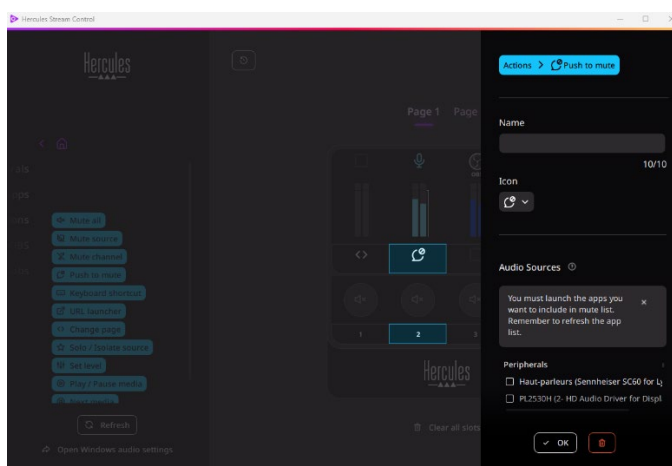 Hercules Stream Control
Hercules
Page 1 Page
Mute all
Mute source
Mute channel
Push to mute
Keyboard shortcut
URL launcher
Change page
Solo / Isolate source
Set level
Play / Pause media
Next media
Refresh
Open Windows audio settings
1 2 3
Hercules
Clear all slots
Actions > Push to mute
Name
10/10
Icon
Audio Sources
You must launch the apps you
want to include in mute list.
Remember to refresh the app
list.
Peripherals
Haut-parleurs (Sennheiser SC60 for Ly
PL2530H (2- HD Audio Driver for Displ
OK